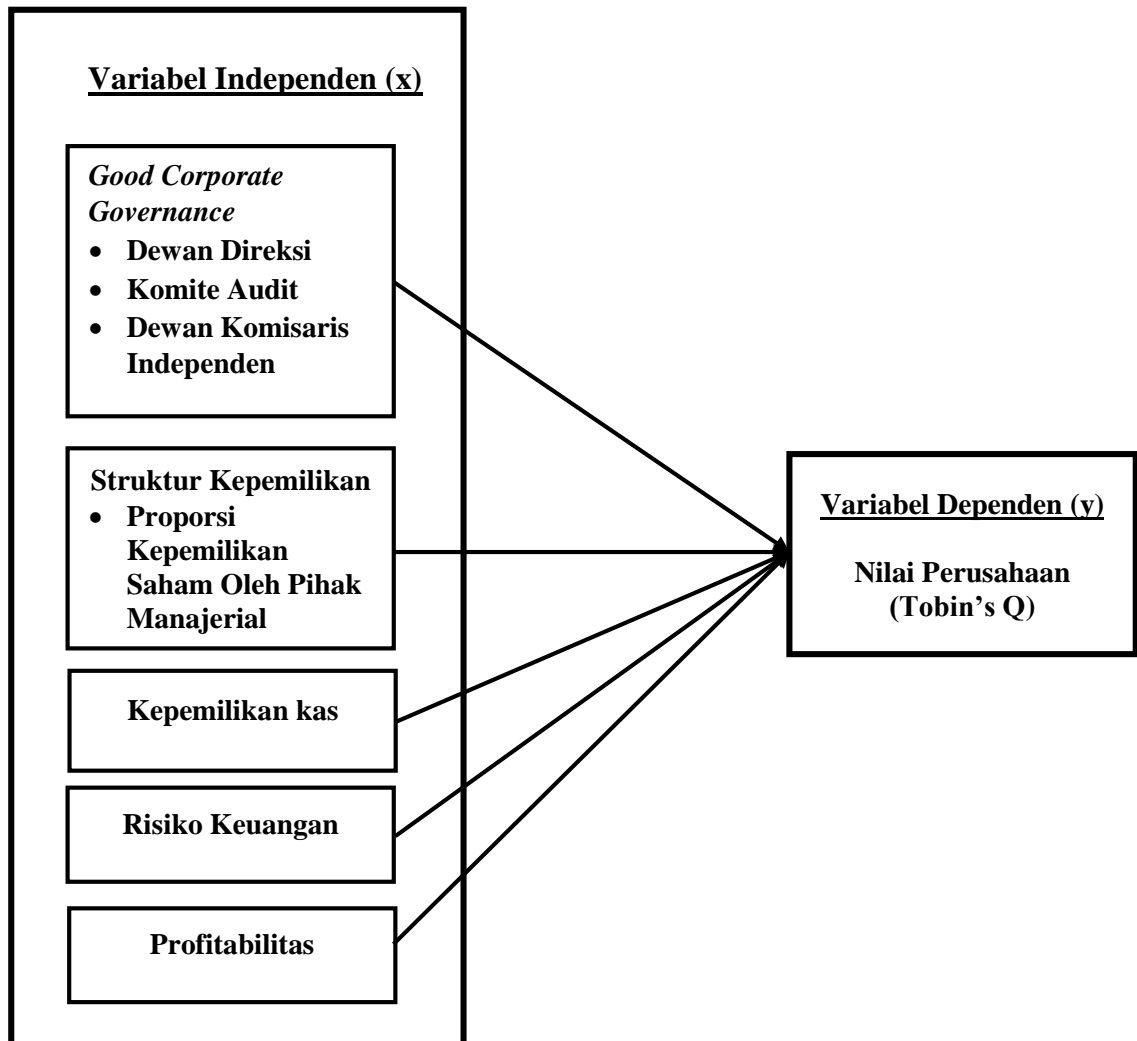 Variabel Independen (x)
Good Corporate
Governance
• Dewan Direksi
• Komite Audit
• Dewan Komisaris
Independen
Struktur Kepemilikan
• Proporsi
Kepemilikan
Saham Oleh Pihak
Manajerial
Kepemilikan kas
Risiko Keuangan
Profitabilitas
Variabel Dependen (y)
Nilai Perusahaan
(Tobin’s Q)